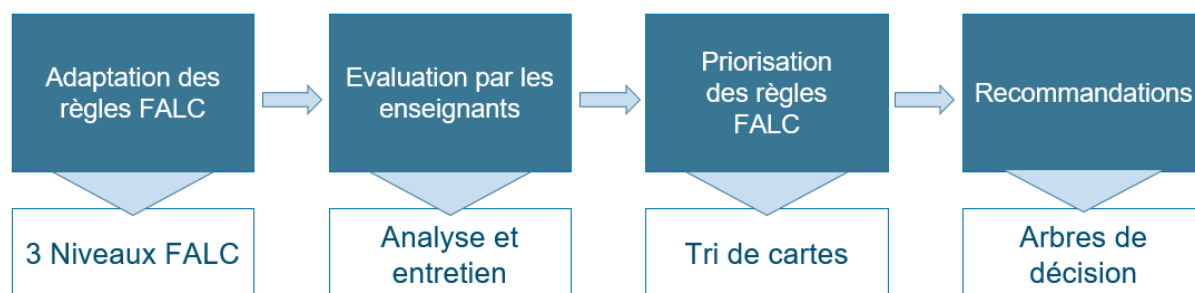 Adaptation des
règles FALC
Evaluation par les
enseignants
Priorisation
des règles
FALC
Recommandations
3 Niveaux FALC
Analyse et
entretien
Tri de cartes
Arbres de
décision